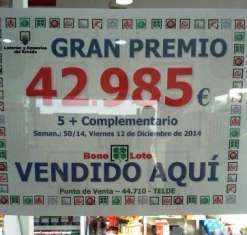 Loterías y Apuestas
del Estado
GRAN PREMIO
42.985€
5 + Complementario
Seman.: 50/14, Viernes 12 de Diciembre de 2014
Bono Loto
VENDIDO AQUÍ
Punto de Venta - 44.710 - TELDE